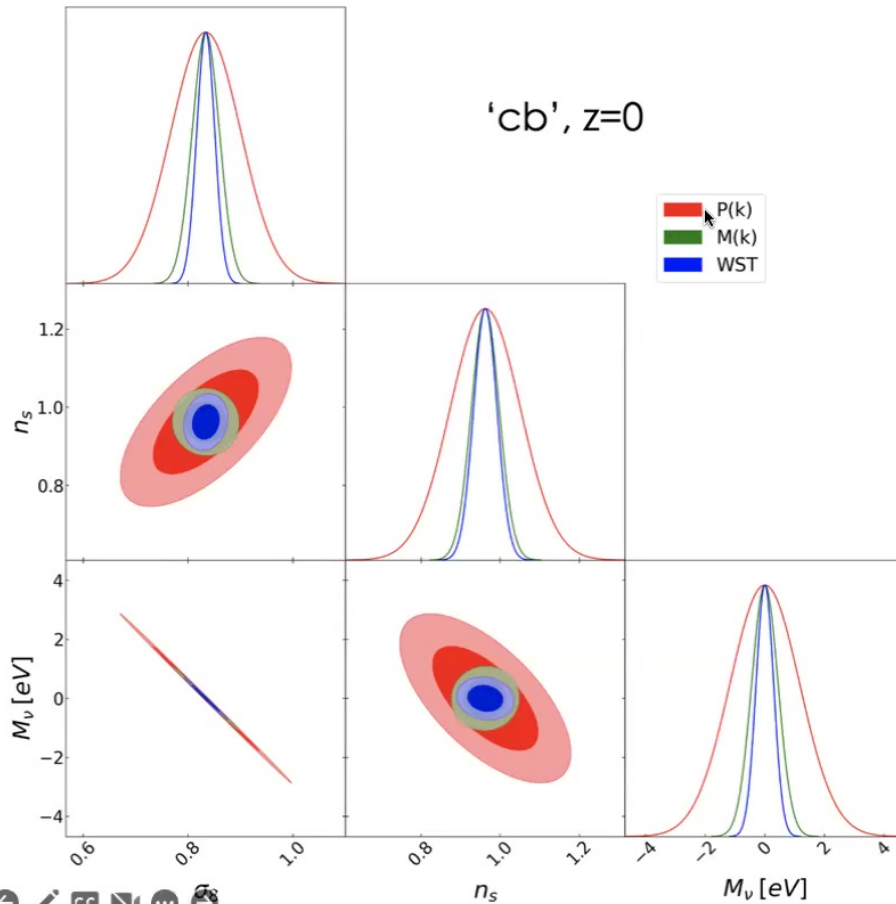 ‘cb’, z=0
P(k)
M(k)
WST
1.2
1.0
0.8
n_s
4
2
0
−2
−4
M_ν [eV]
0.6
0.8
1.0
0.8
1.0
1.2
−4
−2
0
2
4
σ_8
n_s
M_ν [eV]
CC